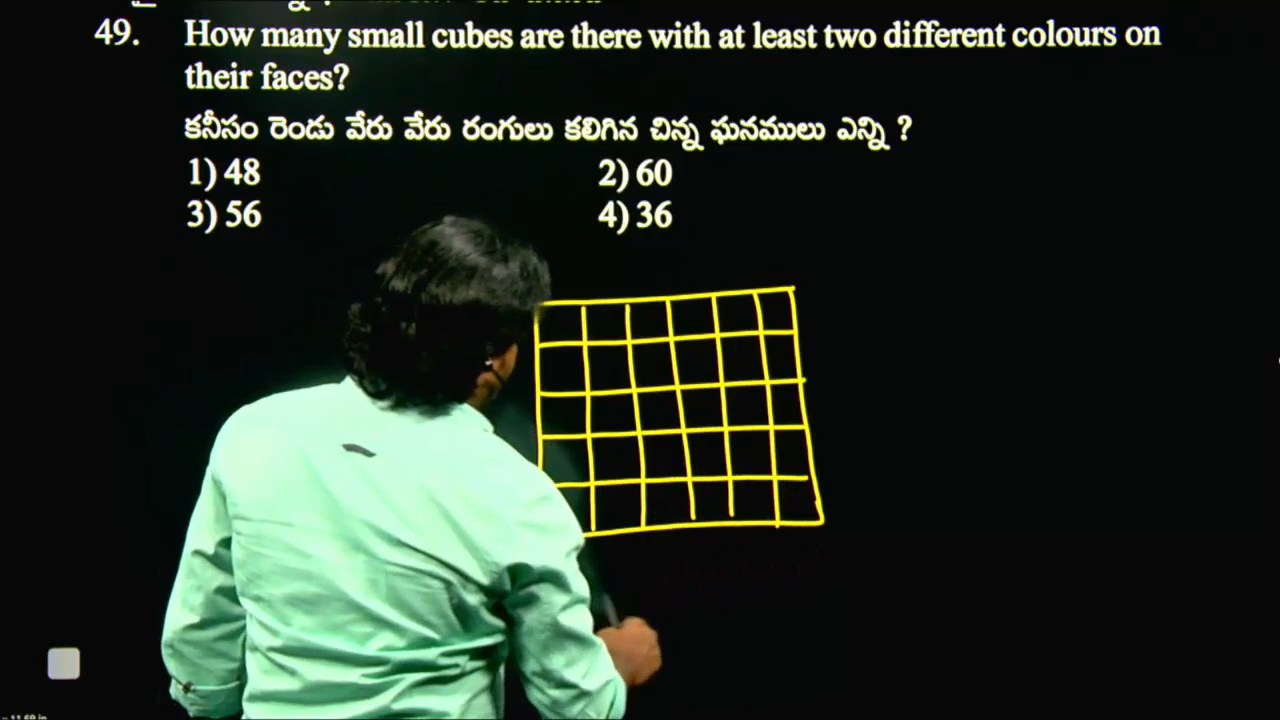 49. How many small cubes are there with at least two different colours on
their faces?
కనీసం రెండు వేరు వేరు రంగులు కలిగిన చిన్న ఘనములు ఎన్ని ?
1) 48 2) 60
3) 56 4) 36